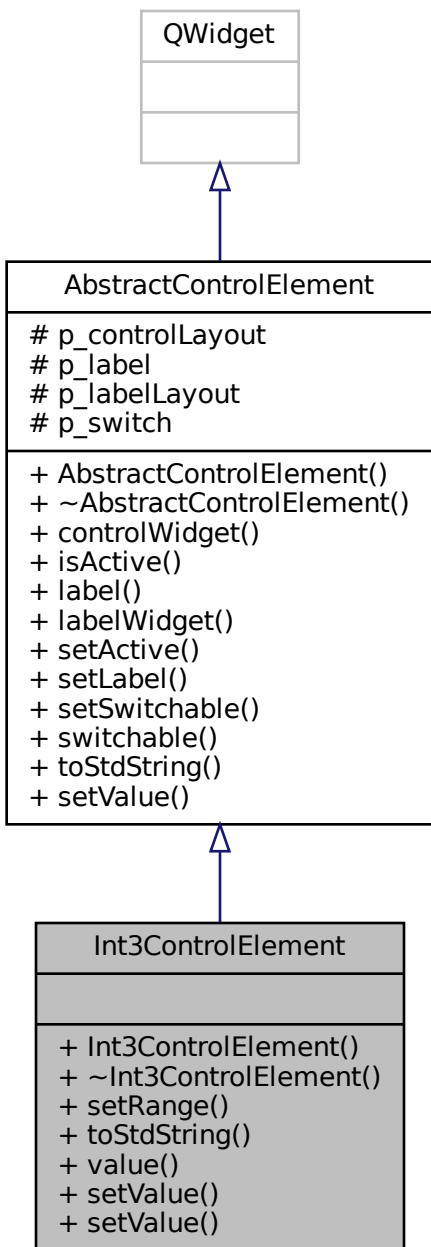 QWidget
AbstractControlElement
# p_controlLayout
# p_label
# p_labelLayout
# p_switch
+ AbstractControlElement()
+ ~AbstractControlElement()
+ controlWidget()
+ isActive()
+ label()
+ labelWidget()
+ setActive()
+ setLabel()
+ setSwitchable()
+ switchable()
+ toStdString()
+ setValue()
Int3ControlElement
+ Int3ControlElement()
+ ~Int3ControlElement()
+ setRange()
+ toStdString()
+ value()
+ setValue()
+ setValue()